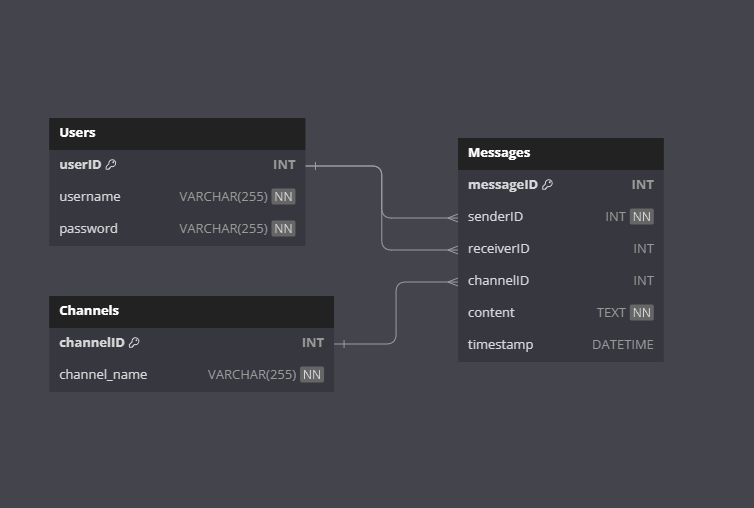 Users
userID INT
username VARCHAR(255) NN
password VARCHAR(255) NN
Channels
channelID INT
channel_name VARCHAR(255) NN
Messages
messageID INT
senderID INT NN
receiverID INT
channelID INT
content TEXT NN
timestamp DATETIME